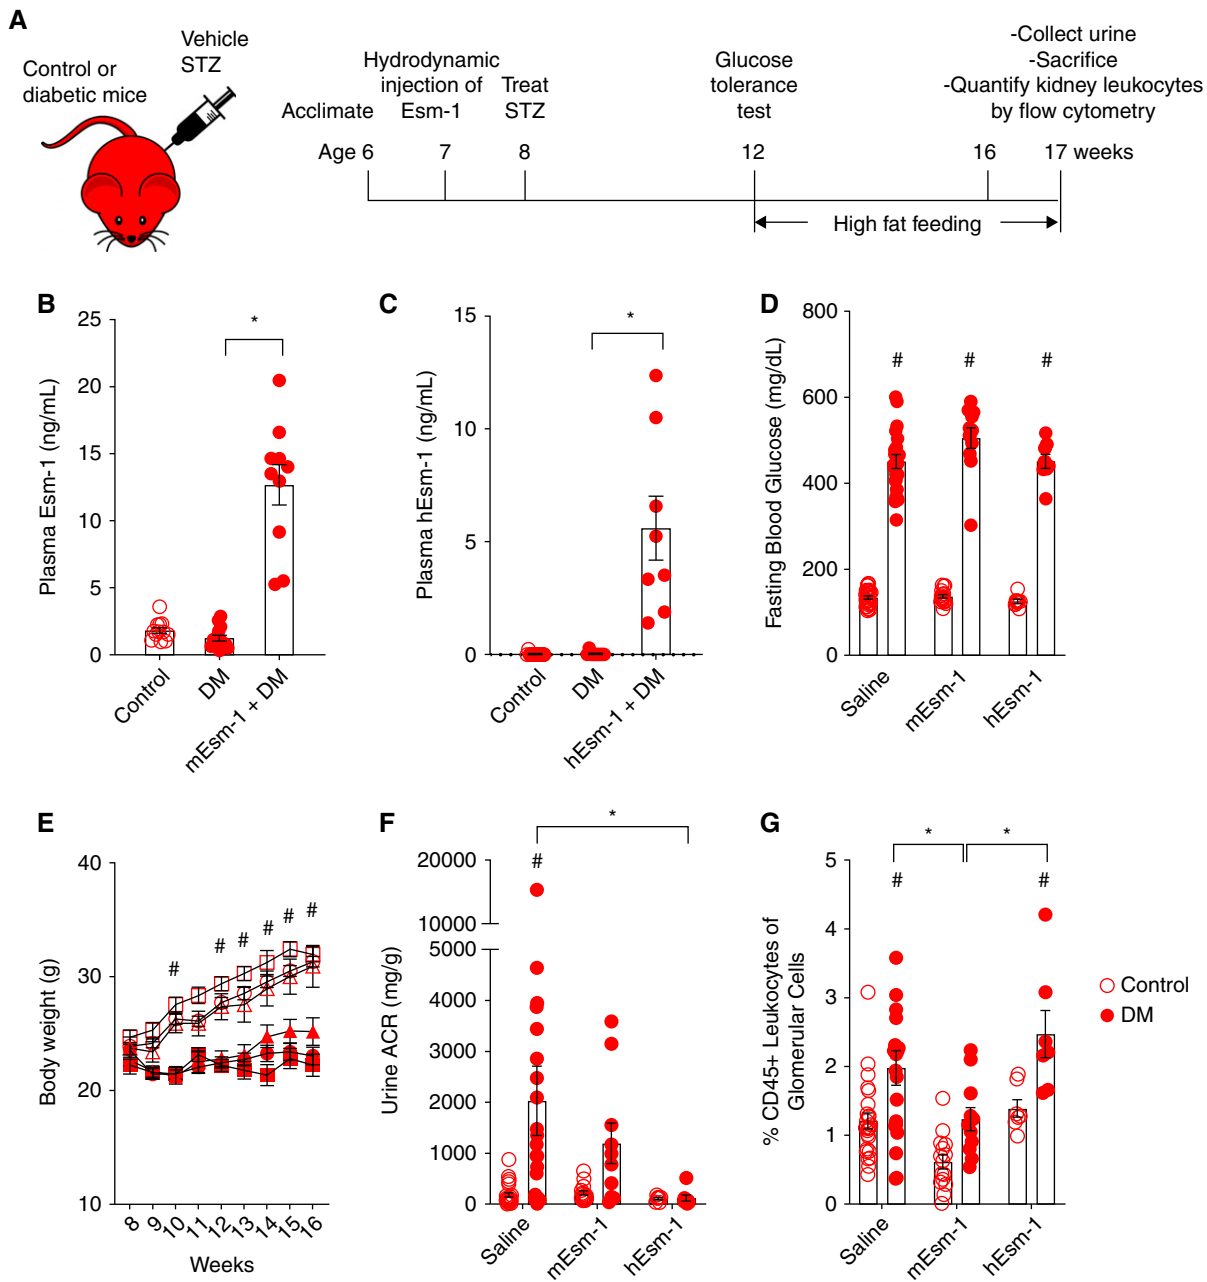 A
Vehicle
STZ
Control or
diabetic mice
Acclimate
Hydrodynamic
injection of
Esm-1
Treat
STZ
Glucose
tolerance
test
-Collect urine
-Sacrifice
-Quantify kidney leukocytes
by flow cytometry
Age 6 7 8 12 16 17 weeks
High fat feeding
B
Plasma Esm-1 (ng/mL)
25
20
15
10
5
0
*
Control
DM
mEsm-1 + DM
C
Plasma hEsm-1 (ng/mL)
15
10
5
0
*
Control
DM
hEsm-1 + DM
D
Fasting Blood Glucose (mg/dL)
800
600
400
200
0
# # #
Saline
mEsm-1
hEsm-1
E
Body weight (g)
40
30
20
10
# # # # # #
8 9 10 11 12 13 14 15 16
Weeks
F
Urine ACR (mg/g)
20000
10000
5000
4000
3000
2000
1000
0
*
#
Saline
mEsm-1
hEsm-1
G
% CD45+ Leukocytes of
Glomerular Cells
5
4
3
2
1
0
* *
# #
Saline
mEsm-1
hEsm-1
Control
DM